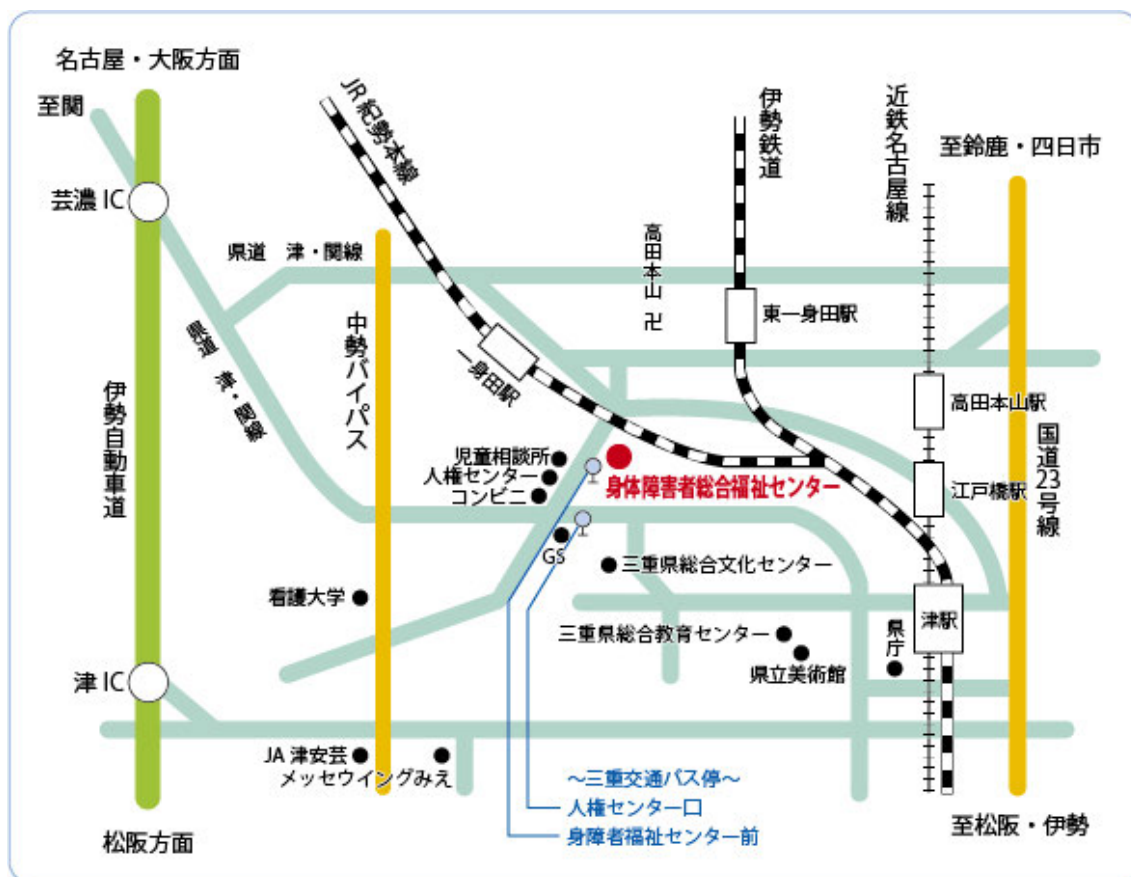 名古屋・大阪方面
至関
芸濃IC
県道 津・関線
県道 津・関線
伊勢自動車道
中勢バイパス
JR紀勢本線
一身田駅
高田本山 卍
伊勢鉄道
東一身田駅
近鉄名古屋線
至鈴鹿・四日市
高田本山駅
国道23号線
江戸橋駅
児童相談所
人権センター
コンビニ
身体障害者総合福祉センター
GS
三重県総合文化センター
看護大学
三重県総合教育センター
県立美術館
県庁
津駅
津IC
JA津安芸
メッセウイングみえ
～三重交通バス停～
人権センター口
身障者福祉センター前
松阪方面
至松阪・伊勢